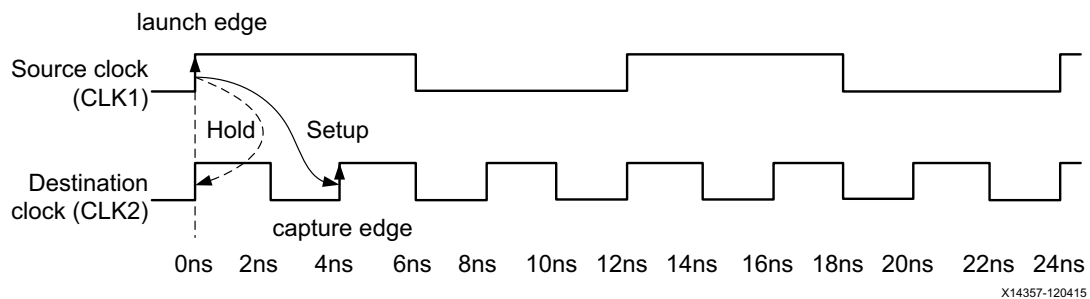 launch edge
Source clock
(CLK1)
Hold
Setup
Destination
clock (CLK2)
capture edge
0ns 2ns 4ns 6ns 8ns 10ns 12ns 14ns 16ns 18ns 20ns 22ns 24ns
X14357-120415